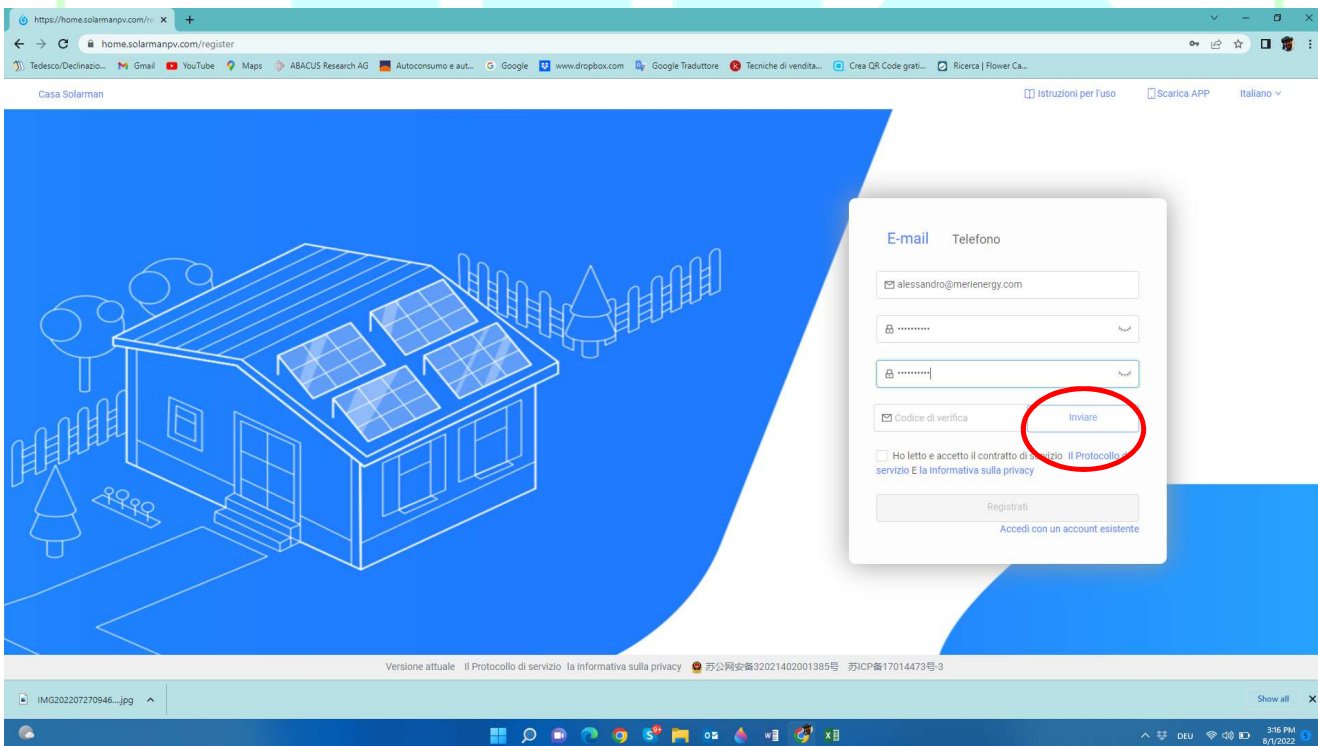 https://home.solarmanpv.com/re
home.solarmanpv.com/register
Tedesco/Declinazio... Gmail YouTube Maps ABACUS Research AG Autoconsumo e aut... Google www.dropbox.com Google Traduttore Tecniche di vendita... Crea QR Code grati... Ricerca | Flower Ca...
Casa Solarman Istruzioni per l'uso Scarica APP Italiano
E-mail Telefono
alessandro@merienergy.com
Codice di verifica Inviare
Ho letto e accetto il contratto di servizio Il Protocollo di
servizio E la Informativa sulla privacy
Registrati
Accedi con un account esistente
Versione attuale Il Protocollo di servizio la Informativa sulla privacy 苏公网安备32021402001385号 苏ICP备17014473号-3
IMG202207270946....jpg Show all
DEU 3:16 PM
8/1/2022